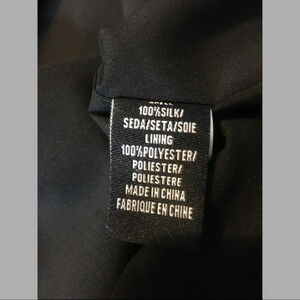 100%SILK/
SEDA/SETA/SOIE
LINING
100%POLYESTER/
POLIESTER/
POLIESTERE
MADE IN CHINA
FABRIQUE EN CHINE